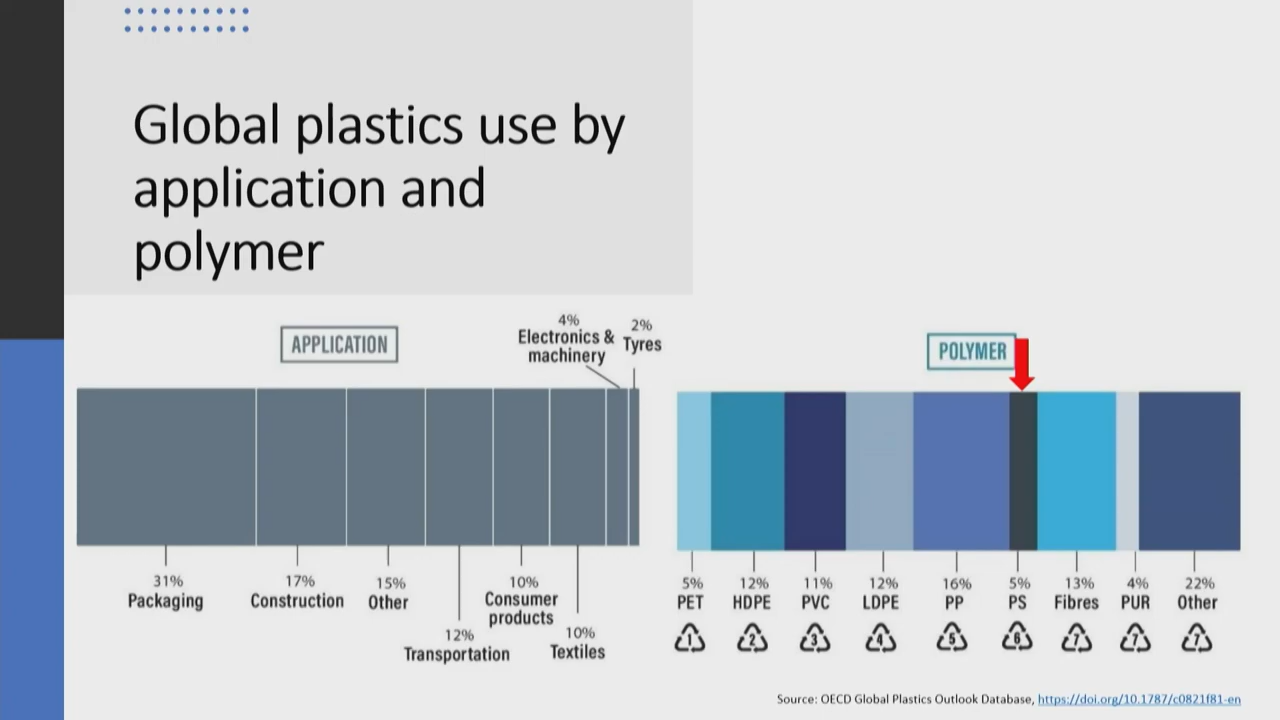 Global plastics use by
application and
polymer
APPLICATION
4%
Electronics &
machinery
2%
Tyres
31%
Packaging
17%
Construction
15%
Other
12%
Transportation
10%
Consumer
products
10%
Textiles
POLYMER
5%
PET
1
12%
HDPE
2
11%
PVC
3
12%
LDPE
4
16%
PP
5
5%
PS
6
13%
Fibres
7
4%
PUR
7
22%
Other
7
Source: OECD Global Plastics Outlook Database, https://doi.org/10.1787/c0821f81-en